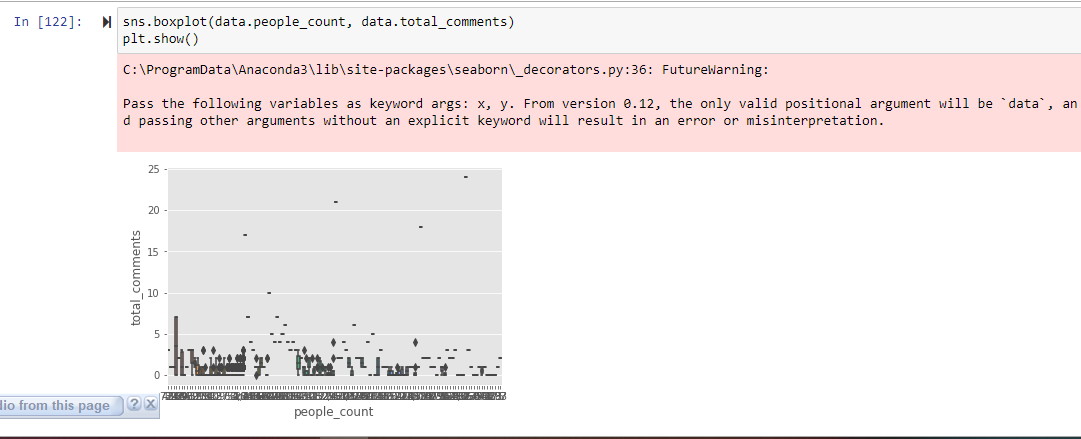 In [122]:
sns.boxplot(data.people_count, data.total_comments)
plt.show()
C:\ProgramData\Anaconda3\lib\site-packages\seaborn\_decorators.py:36: FutureWarning:
Pass the following variables as keyword args: x, y. From version 0.12, the only valid positional argument will be `data`, an
d passing other arguments without an explicit keyword will result in an error or misinterpretation.
25
20
15
10
5
0
total_comments
people_count
dio from this page ? X